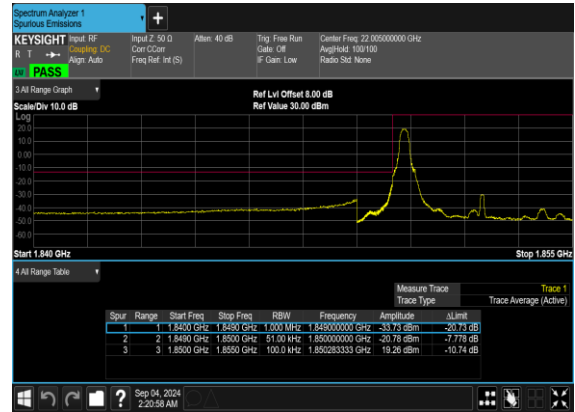 Spectrum Analyzer 1
Spurious Emissions
+
KEYSIGHT Input: RF Input Z: 50 Ω Atten: 40 dB Trig: Free Run Center Freq: 22.005000000 GHz
R T Coupling: DC Corr CCorr Gate: Off Avg|Hold: 100/100
Align: Auto Freq Ref: Int (S) IF Gain: Low Radio Std: None
PASS
3 All Range Graph Ref Lvl Offset 8.00 dB
Scale/Div 10.0 dB Ref Value 30.00 dBm
Log
20.0
10.0
0.00
-10.0
-20.0
-30.0
-40.0
-50.0
-60.0
Start 1.840 GHz Stop 1.855 GHz
4 All Range Table
Measure Trace Trace 1
Trace Type Trace Average (Active)
Spur Range Start Freq Stop Freq RBW Frequency Amplitude ΔLimit
1 1 1.8400 GHz 1.8490 GHz 1.000 MHz 1.849000000 GHz -33.73 dBm -20.73 dB
2 2 1.8490 GHz 1.8500 GHz 51.00 kHz 1.850000000 GHz -20.78 dBm -7.778 dB
3 3 1.8500 GHz 1.8550 GHz 100.0 kHz 1.850283333 GHz 19.26 dBm -10.74 dB
? Sep 04, 2024
2:20:58 AM